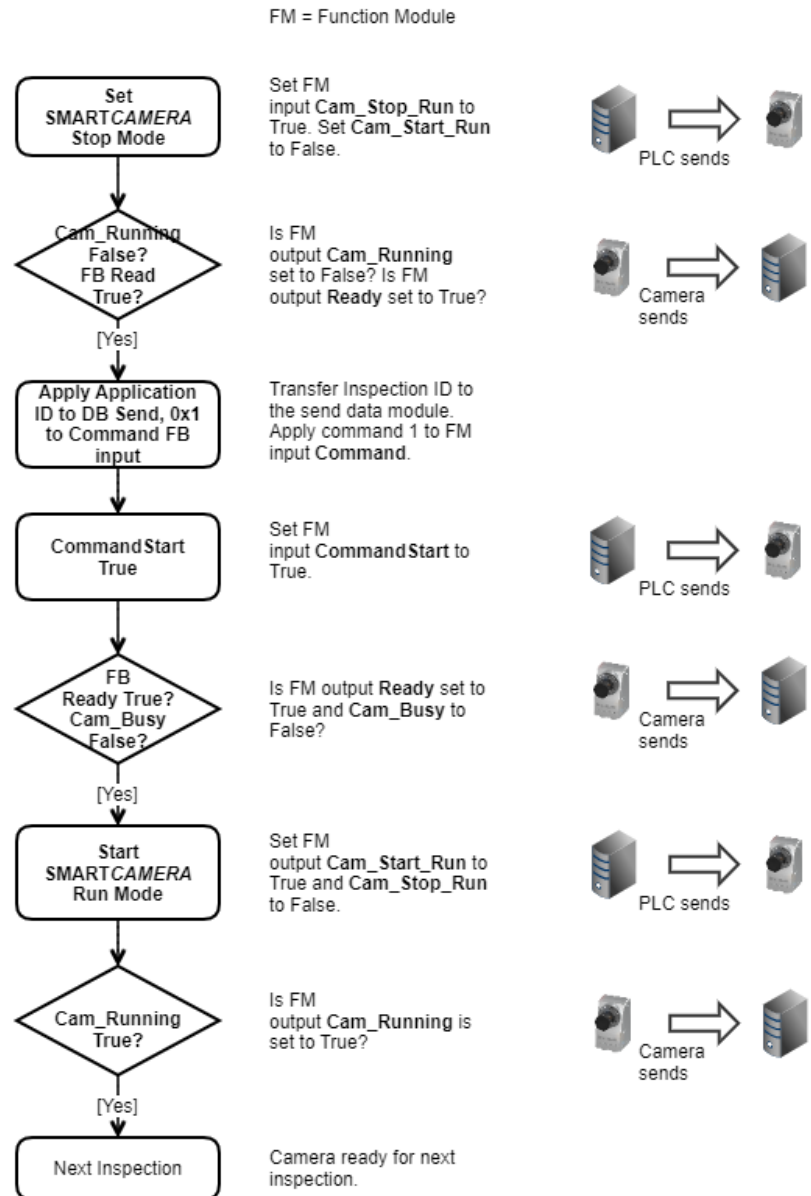 FM = Function Module
Set
SMARTCAMERA
Stop Mode
Set FM
input Cam_Stop_Run to
True. Set Cam_Start_Run
to False.
PLC sends
Cam_Running
False?
FB Read
True?
Is FM
output Cam_Running
set to False? Is FM
output Ready set to True?
Camera
sends
[Yes]
Apply Application
ID to DB Send, 0x1
to Command FB
input
Transfer Inspection ID to
the send data module.
Apply command 1 to FM
input Command.
CommandStart
True
Set FM
input CommandStart to
True.
PLC sends
FB
Ready True?
Cam_Busy
False?
Is FM output Ready set to
True and Cam_Busy to
False?
Camera
sends
[Yes]
Start
SMARTCAMERA
Run Mode
Set FM
output Cam_Start_Run to
True and Cam_Stop_Run
to False.
PLC sends
Cam_Running
True?
Is FM
output Cam_Running is
set to True?
Camera
sends
[Yes]
Next Inspection
Camera ready for next
inspection.